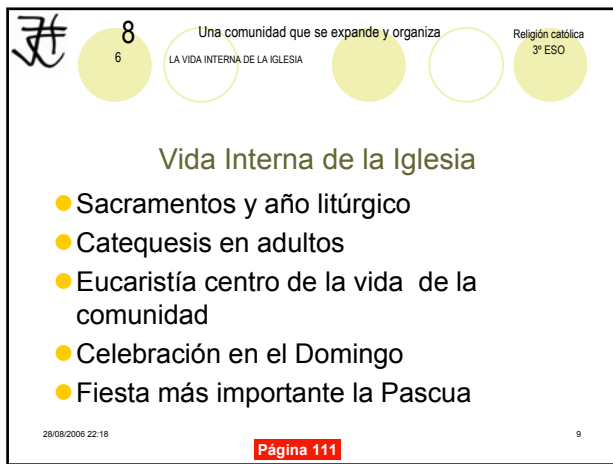 8
Una comunidad que se expande y organiza
Religión católica
6
LA VIDA INTERNA DE LA IGLESIA
3º ESO
Vida Interna de la Iglesia
Sacramentos y año litúrgico
Catequesis en adultos
Eucaristía centro de la vida de la
comunidad
Celebración en el Domingo
Fiesta más importante la Pascua
28/08/2006 22:18
Página 111
9